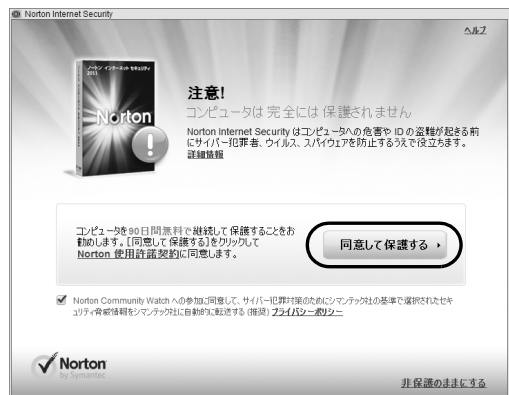 Norton Internet Security
ヘルプ
ノートン インターネット セキュリティ
2011
Norton
注意!
コンピュータは 完全には 保護されません
Norton Internet Security はコンピュータへの危害や ID の盗難が起きる前
にサイバー犯罪者、ウイルス、スパイウェアを防止するうえで役立ちます。
詳細情報
コンピュータを90日間無料で継続して保護することをお
勧めします。[同意して保護する]をクリックして
Norton 使用許諾契約に同意します。
同意して保護する
Norton Community Watch への参加に同意して、サイバー犯罪対策のためにシマンテック社の基準で選択されたセキ
ュリティ脅威情報をシマンテック社に自動的に転送する (推奨) プライバシーポリシー
Norton
by Symantec
非保護のままにする